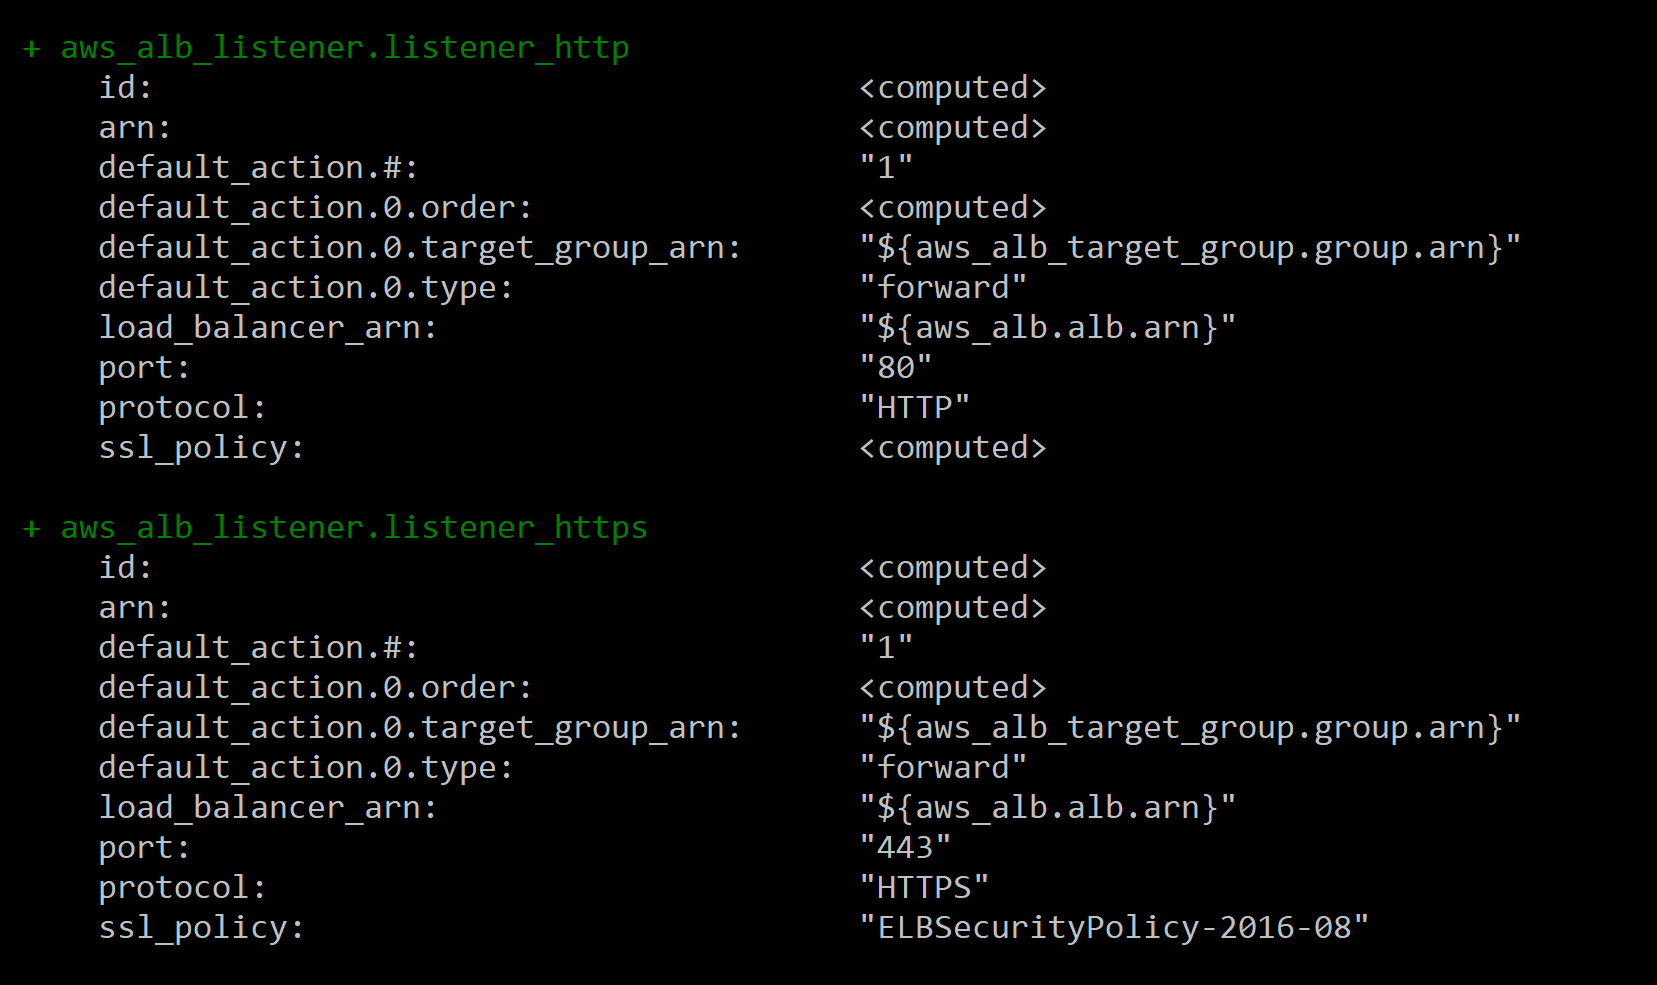 + aws_alb_listener.listener_http
id: <computed>
arn: <computed>
default_action.#: "1"
default_action.0.order: <computed>
default_action.0.target_group_arn: "${aws_alb_target_group.group.arn}"
default_action.0.type: "forward"
load_balancer_arn: "${aws_alb.alb.arn}"
port: "80"
protocol: "HTTP"
ssl_policy: <computed>
+ aws_alb_listener.listener_https
id: <computed>
arn: <computed>
default_action.#: "1"
default_action.0.order: <computed>
default_action.0.target_group_arn: "${aws_alb_target_group.group.arn}"
default_action.0.type: "forward"
load_balancer_arn: "${aws_alb.alb.arn}"
port: "443"
protocol: "HTTPS"
ssl_policy: "ELBSecurityPolicy-2016-08"